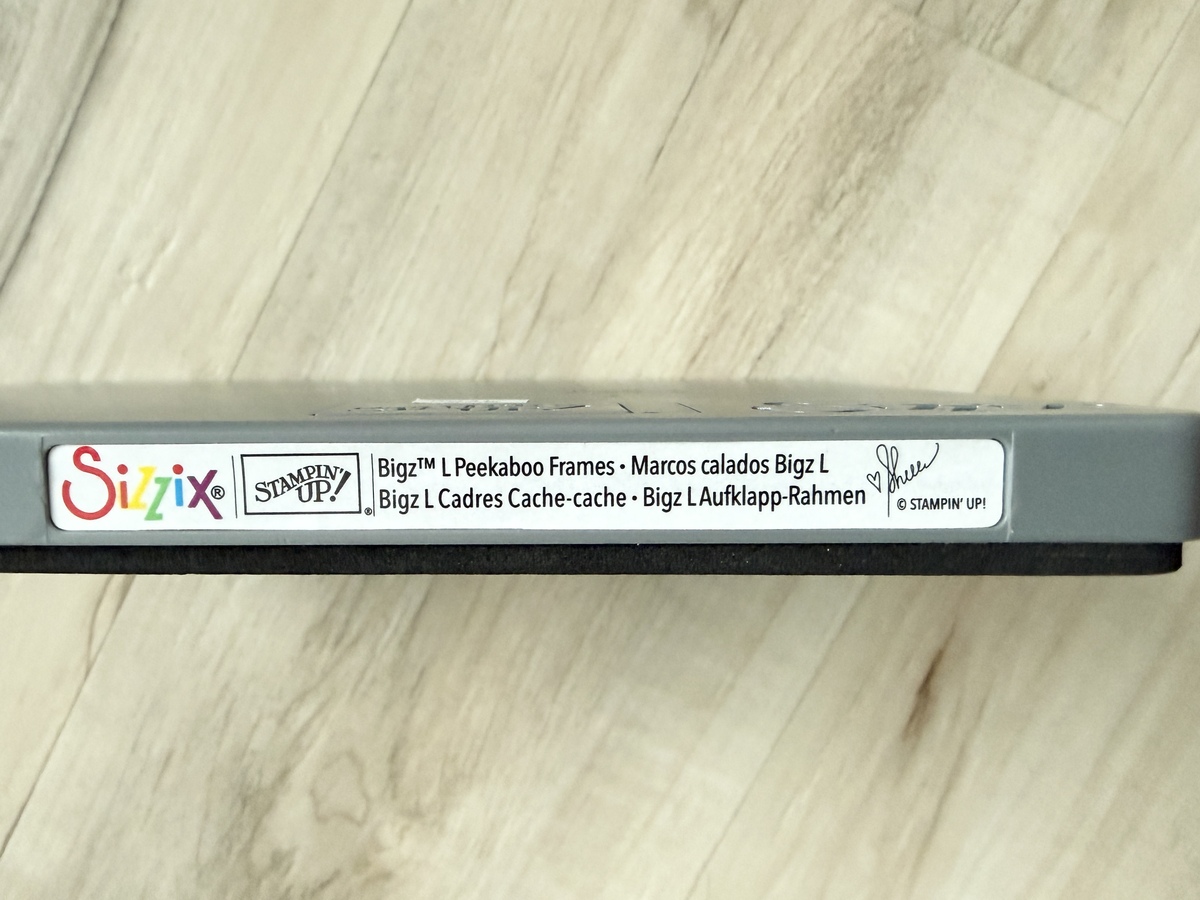 Sizzix®
STAMPIN' UP!®
Bigz™ L Peekaboo Frames • Marcos calados Bigz L
Bigz L Cadres Cache-cache • Bigz L Aufklapp-Rahmen
© STAMPIN' UP!